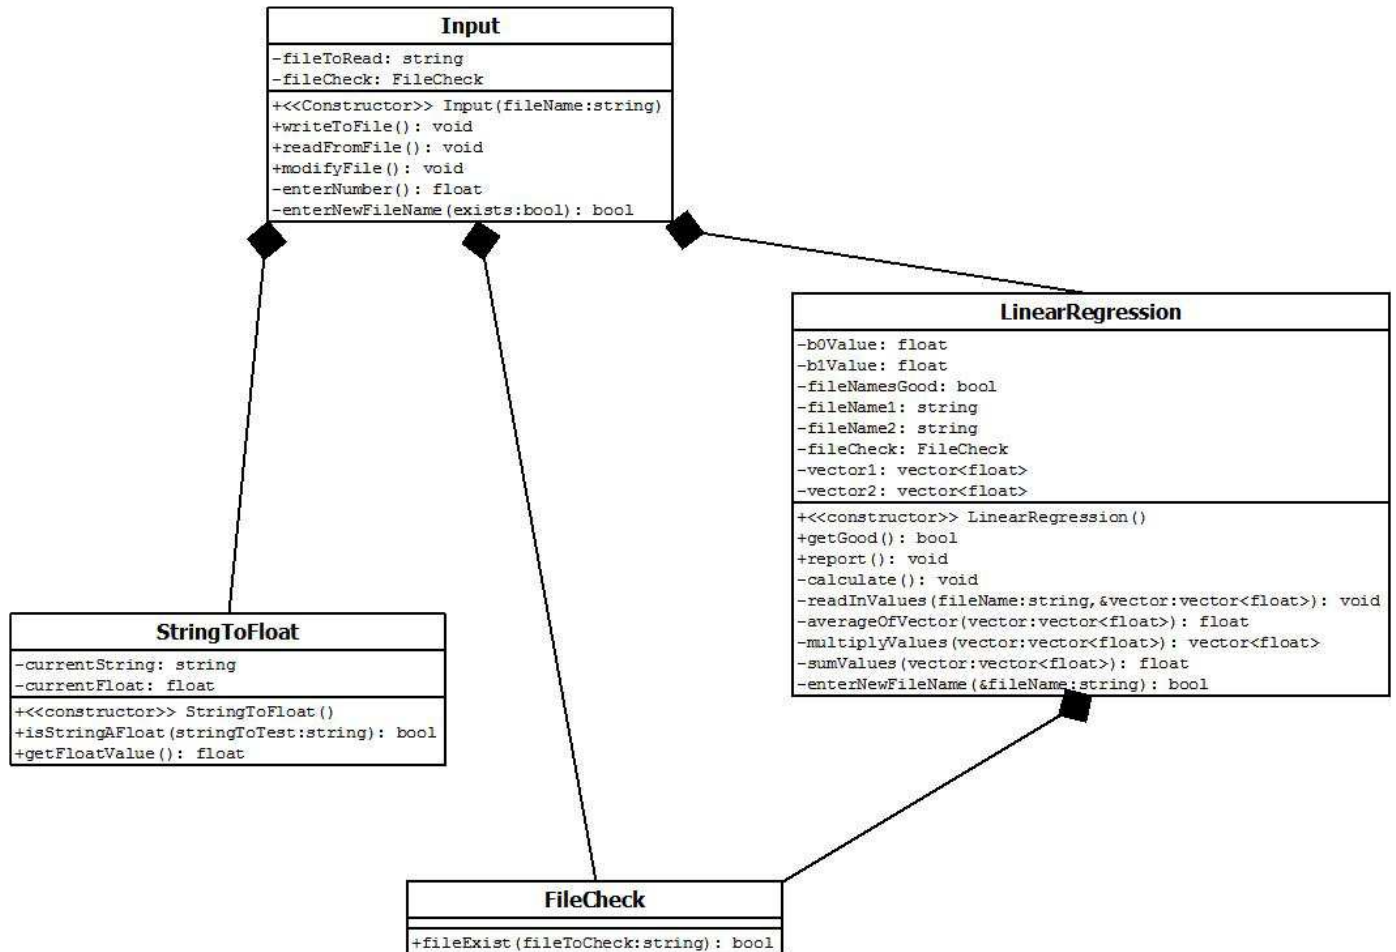 Input
-fileToRead: string
-fileCheck: FileCheck
+<<Constructor>> Input(fileName:string)
+writeToFile(): void
+readFromFile(): void
+modifyFile(): void
-enterNumber(): float
-enterNewFileName(exists:bool): bool
LinearRegression
-b0Value: float
-b1Value: float
-fileNamesGood: bool
-fileName1: string
-fileName2: string
-fileCheck: FileCheck
-vector1: vector<float>
-vector2: vector<float>
+<<constructor>> LinearRegression()
+getGood(): bool
+report(): void
-calculate(): void
-readInValues(fileName:string,&vector:vector<float>): void
-averageOfVector(vector:vector<float>): float
-multiplyValues(vector:vector<float>): vector<float>
-sumValues(vector:vector<float>): float
-enterNewFileName(&fileName:string): bool
StringToFloat
-currentString: string
-currentFloat: float
+<<constructor>> StringToFloat()
+isStringAFloat(stringToTest:string): bool
+getFloatValue(): float
FileCheck
+fileExist(fileToCheck:string): bool